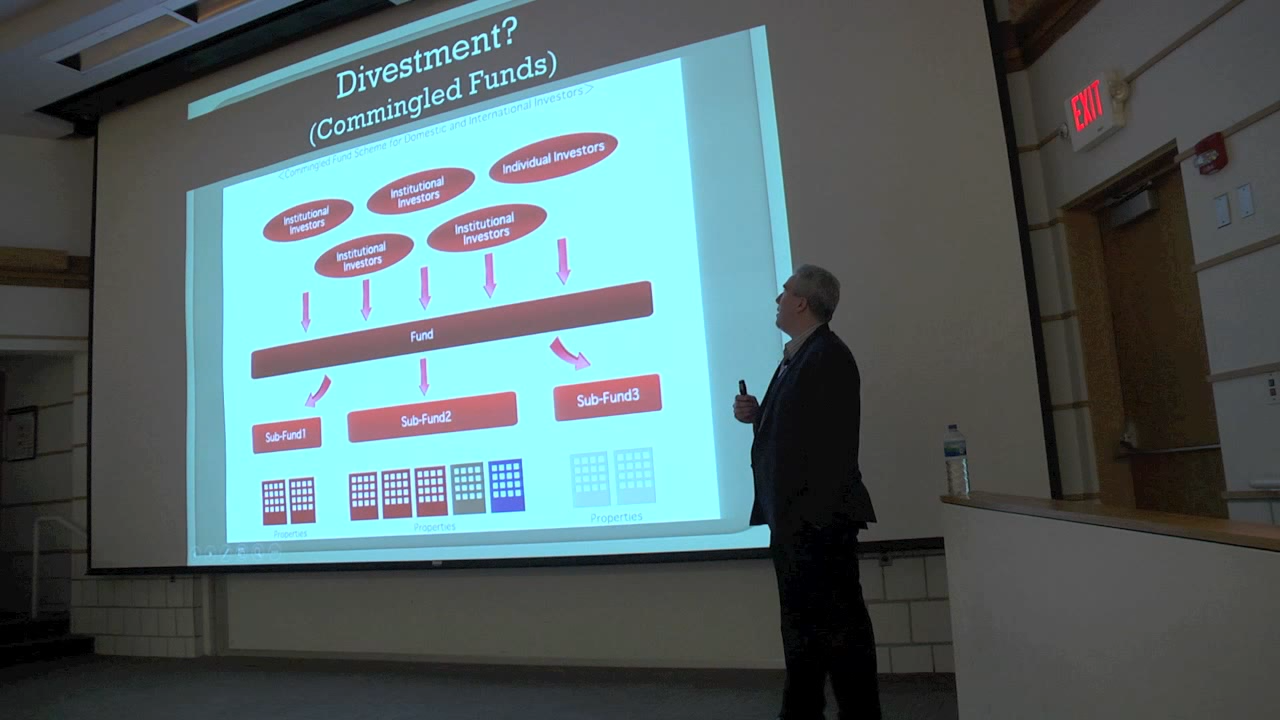 Divestment?
(Commingled Funds)
<Commingled Fund Scheme for Domestic and International Investors>
Individual Investors
Institutional
Investors
Institutional
Investors
Institutional
Investors
Institutional
Investors
Fund
Sub-Fund1
Sub-Fund2
Sub-Fund3
Properties
Properties
Properties
EXIT